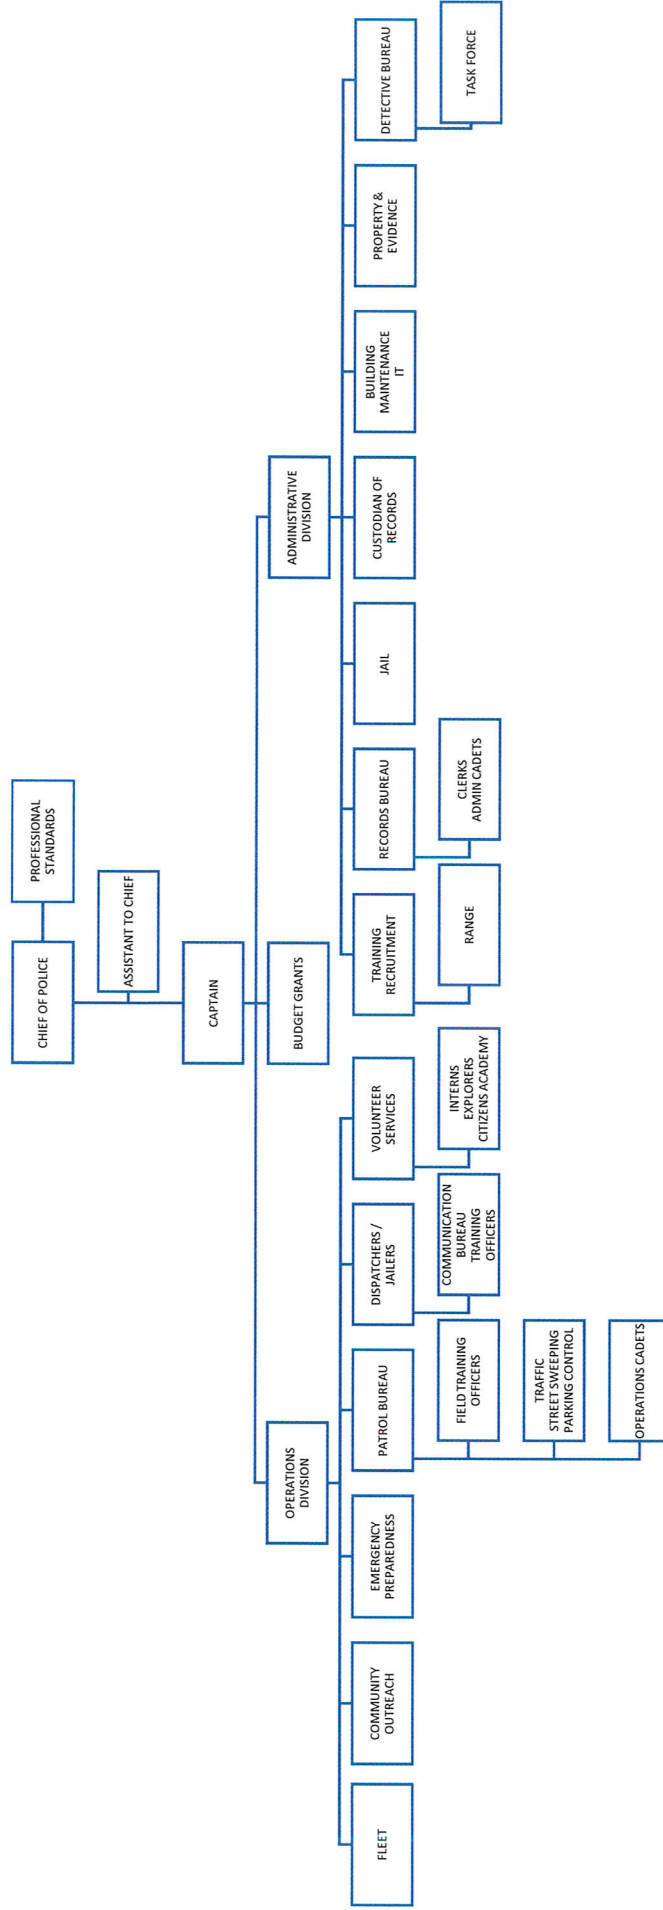 CHIEF OF POLICE
PROFESSIONAL
STANDARDS
ASSISTANT TO CHIEF
CAPTAIN
OPERATIONS
DIVISION
BUDGET GRANTS
ADMINISTRATIVE
DIVISION
FLEET
COMMUNITY
OUTREACH
EMERGENCY
PREPAREDNESS
PATROL BUREAU
DISPATCHERS /
JAILERS
VOLUNTEER
SERVICES
TRAINING
RECRUITMENT
RECORDS BUREAU
JAIL
CUSTODIAN OF
RECORDS
BUILDING
MAINTENANCE
IT
PROPERTY &
EVIDENCE
DETECTIVE BUREAU
FIELD TRAINING
OFFICERS
COMMUNICATION
BUREAU
TRAINING
OFFICERS
INTERNS
EXPLORERS
CITIZENS ACADEMY
RANGE
CLERKS
ADMIN CADETS
TASK FORCE
TRAFFIC
STREET SWEEPING
PARKING CONTROL
OPERATIONS CADETS